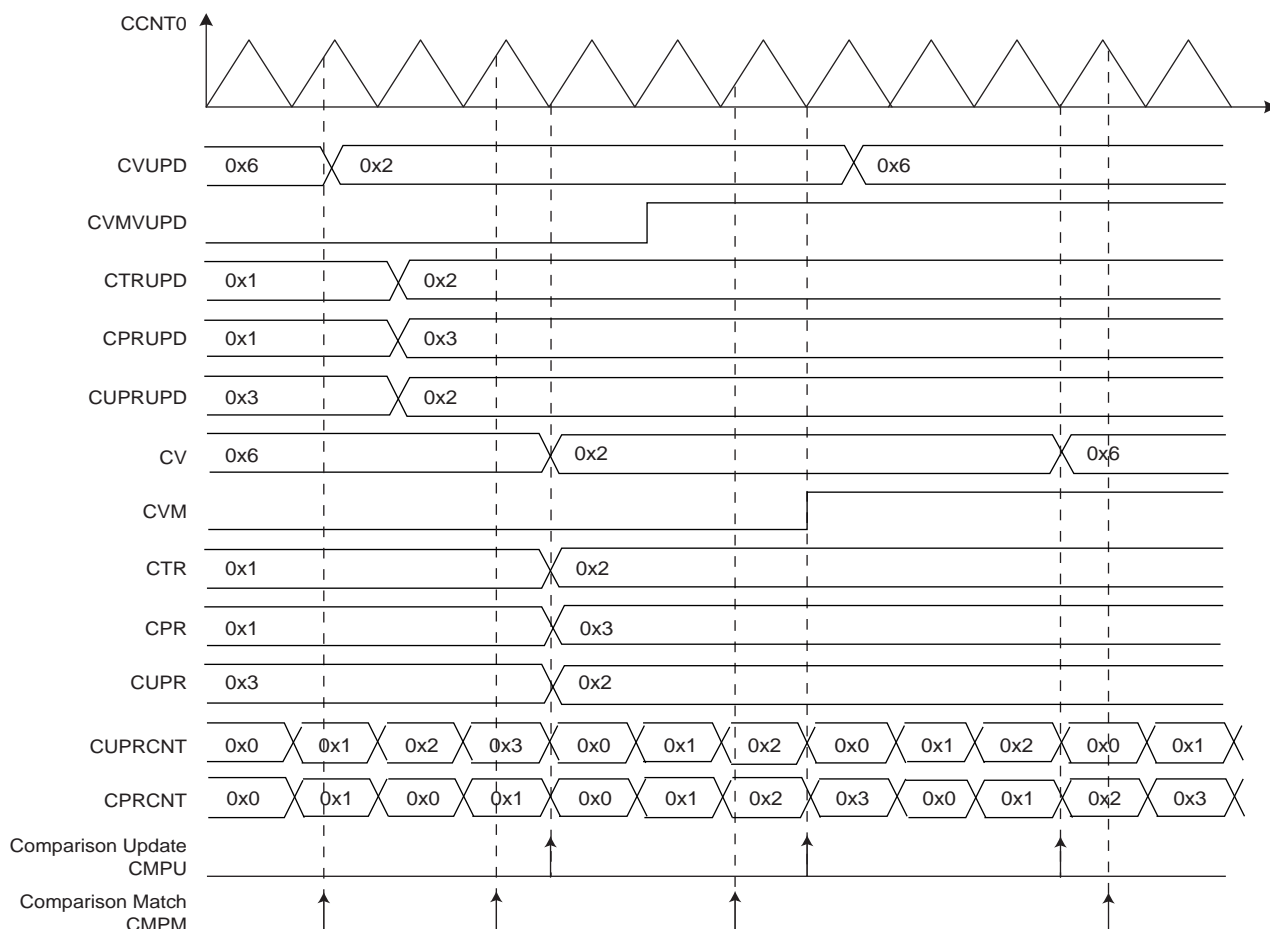 CCNT0
CVUPD 0x6 0x2 0x6
CVMVUPD
CTRUPD 0x1 0x2
CPRUPD 0x1 0x3
CUPRUPD 0x3 0x2
CV 0x6 0x2 0x6
CVM
CTR 0x1 0x2
CPR 0x1 0x3
CUPR 0x3 0x2
CUPRCNT 0x0 0x1 0x2 0x3 0x0 0x1 0x2 0x0 0x1 0x2 0x0 0x1
CPRCNT 0x0 0x1 0x0 0x1 0x0 0x1 0x2 0x3 0x0 0x1 0x2 0x3
Comparison Update
CMPU
Comparison Match
CMPM